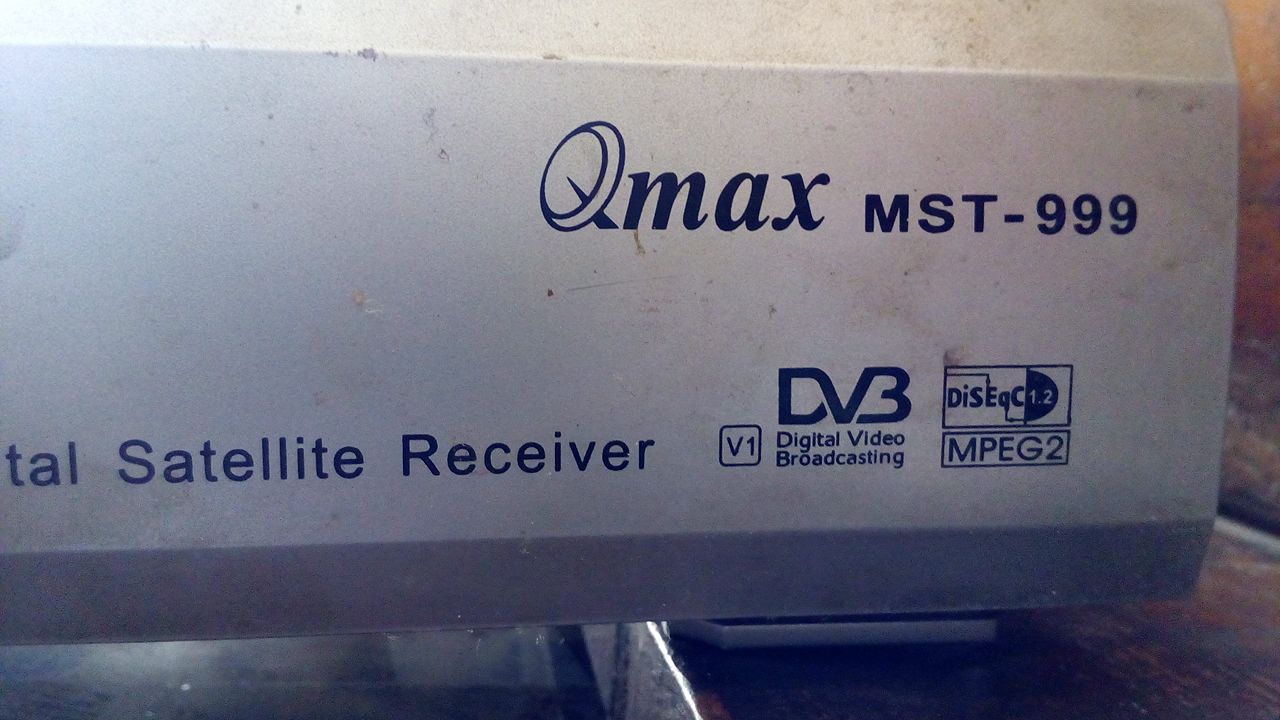 Qmax MST-999
tal Satellite Receiver
V1
DVB
Digital Video
Broadcasting
DiSEqC 1.2
MPEG2